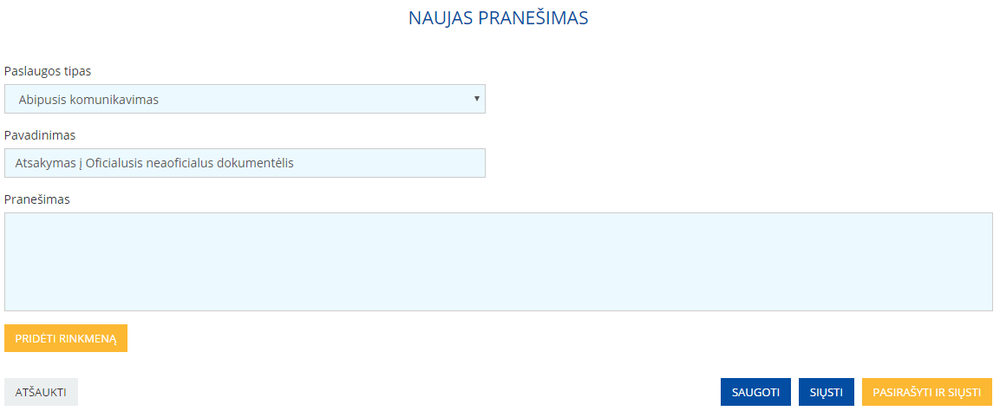 NAUJAS PRANEŠIMAS
Paslaugos tipas
Abipusis komunikavimas
Pavadinimas
Atsakymas į Oficialusis neaoficialus dokumentėlis
Pranešimas
PRIDĖTI RINKMENĄ
ATŠAUKTI
SAUGOTI
SIŲSTI
PASIRAŠYTI IR SIŲSTI